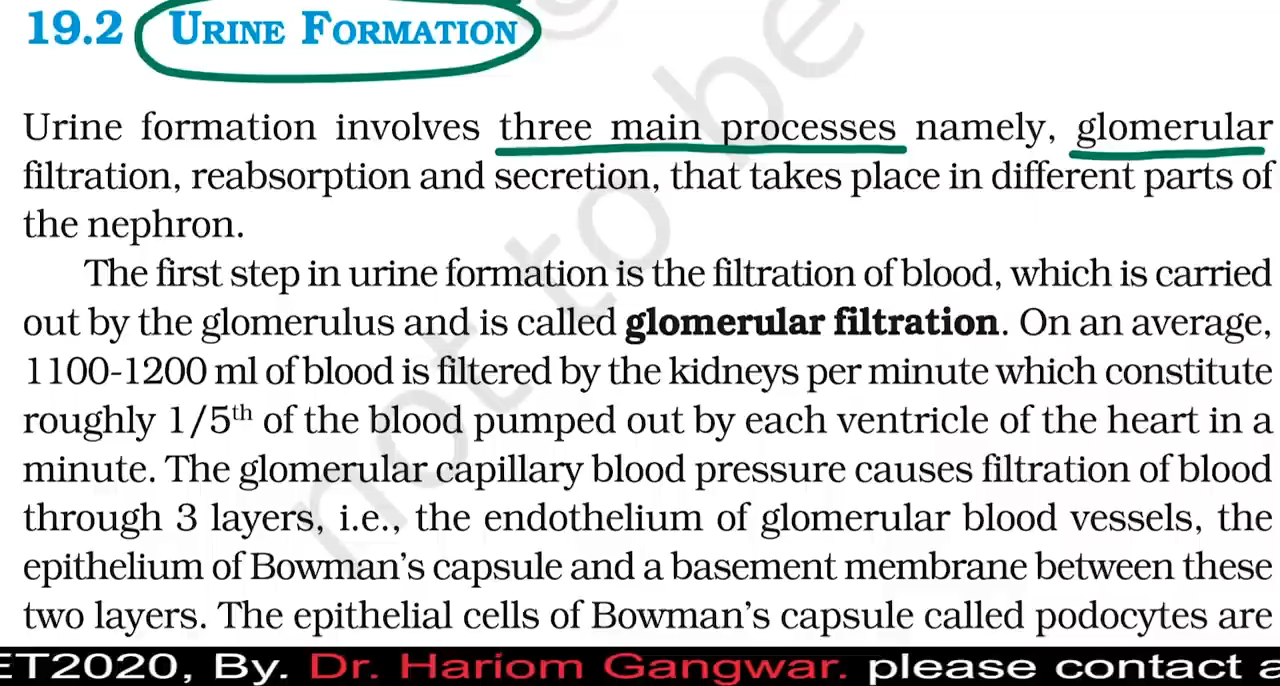 19.2 URINE FORMATION
Urine formation involves three main processes namely, glomerular
filtration, reabsorption and secretion, that takes place in different parts of
the nephron.
The first step in urine formation is the filtration of blood, which is carried
out by the glomerulus and is called glomerular filtration. On an average,
1100-1200 ml of blood is filtered by the kidneys per minute which constitute
roughly 1/5th of the blood pumped out by each ventricle of the heart in a
minute. The glomerular capillary blood pressure causes filtration of blood
through 3 layers, i.e., the endothelium of glomerular blood vessels, the
epithelium of Bowman's capsule and a basement membrane between these
two layers. The epithelial cells of Bowman's capsule called podocytes are
ET2020, By. Dr. Hariom Gangwar. please contact a
not to be